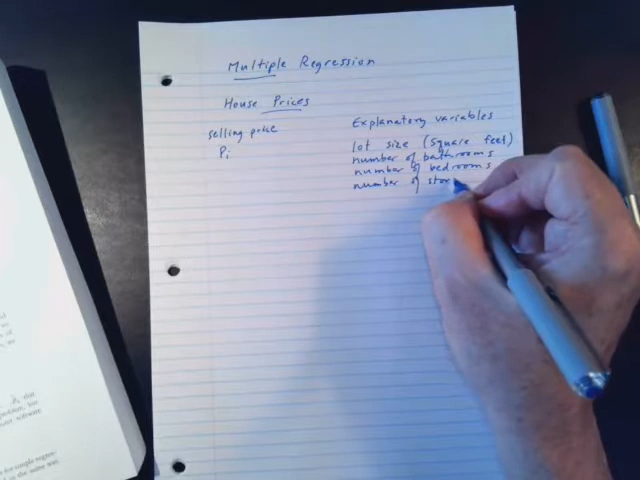 Multiple Regression
House Prices
selling price
Pi
Explanatory variables
lot size (square feet)
number of bathrooms
number of bedrooms
number of stor